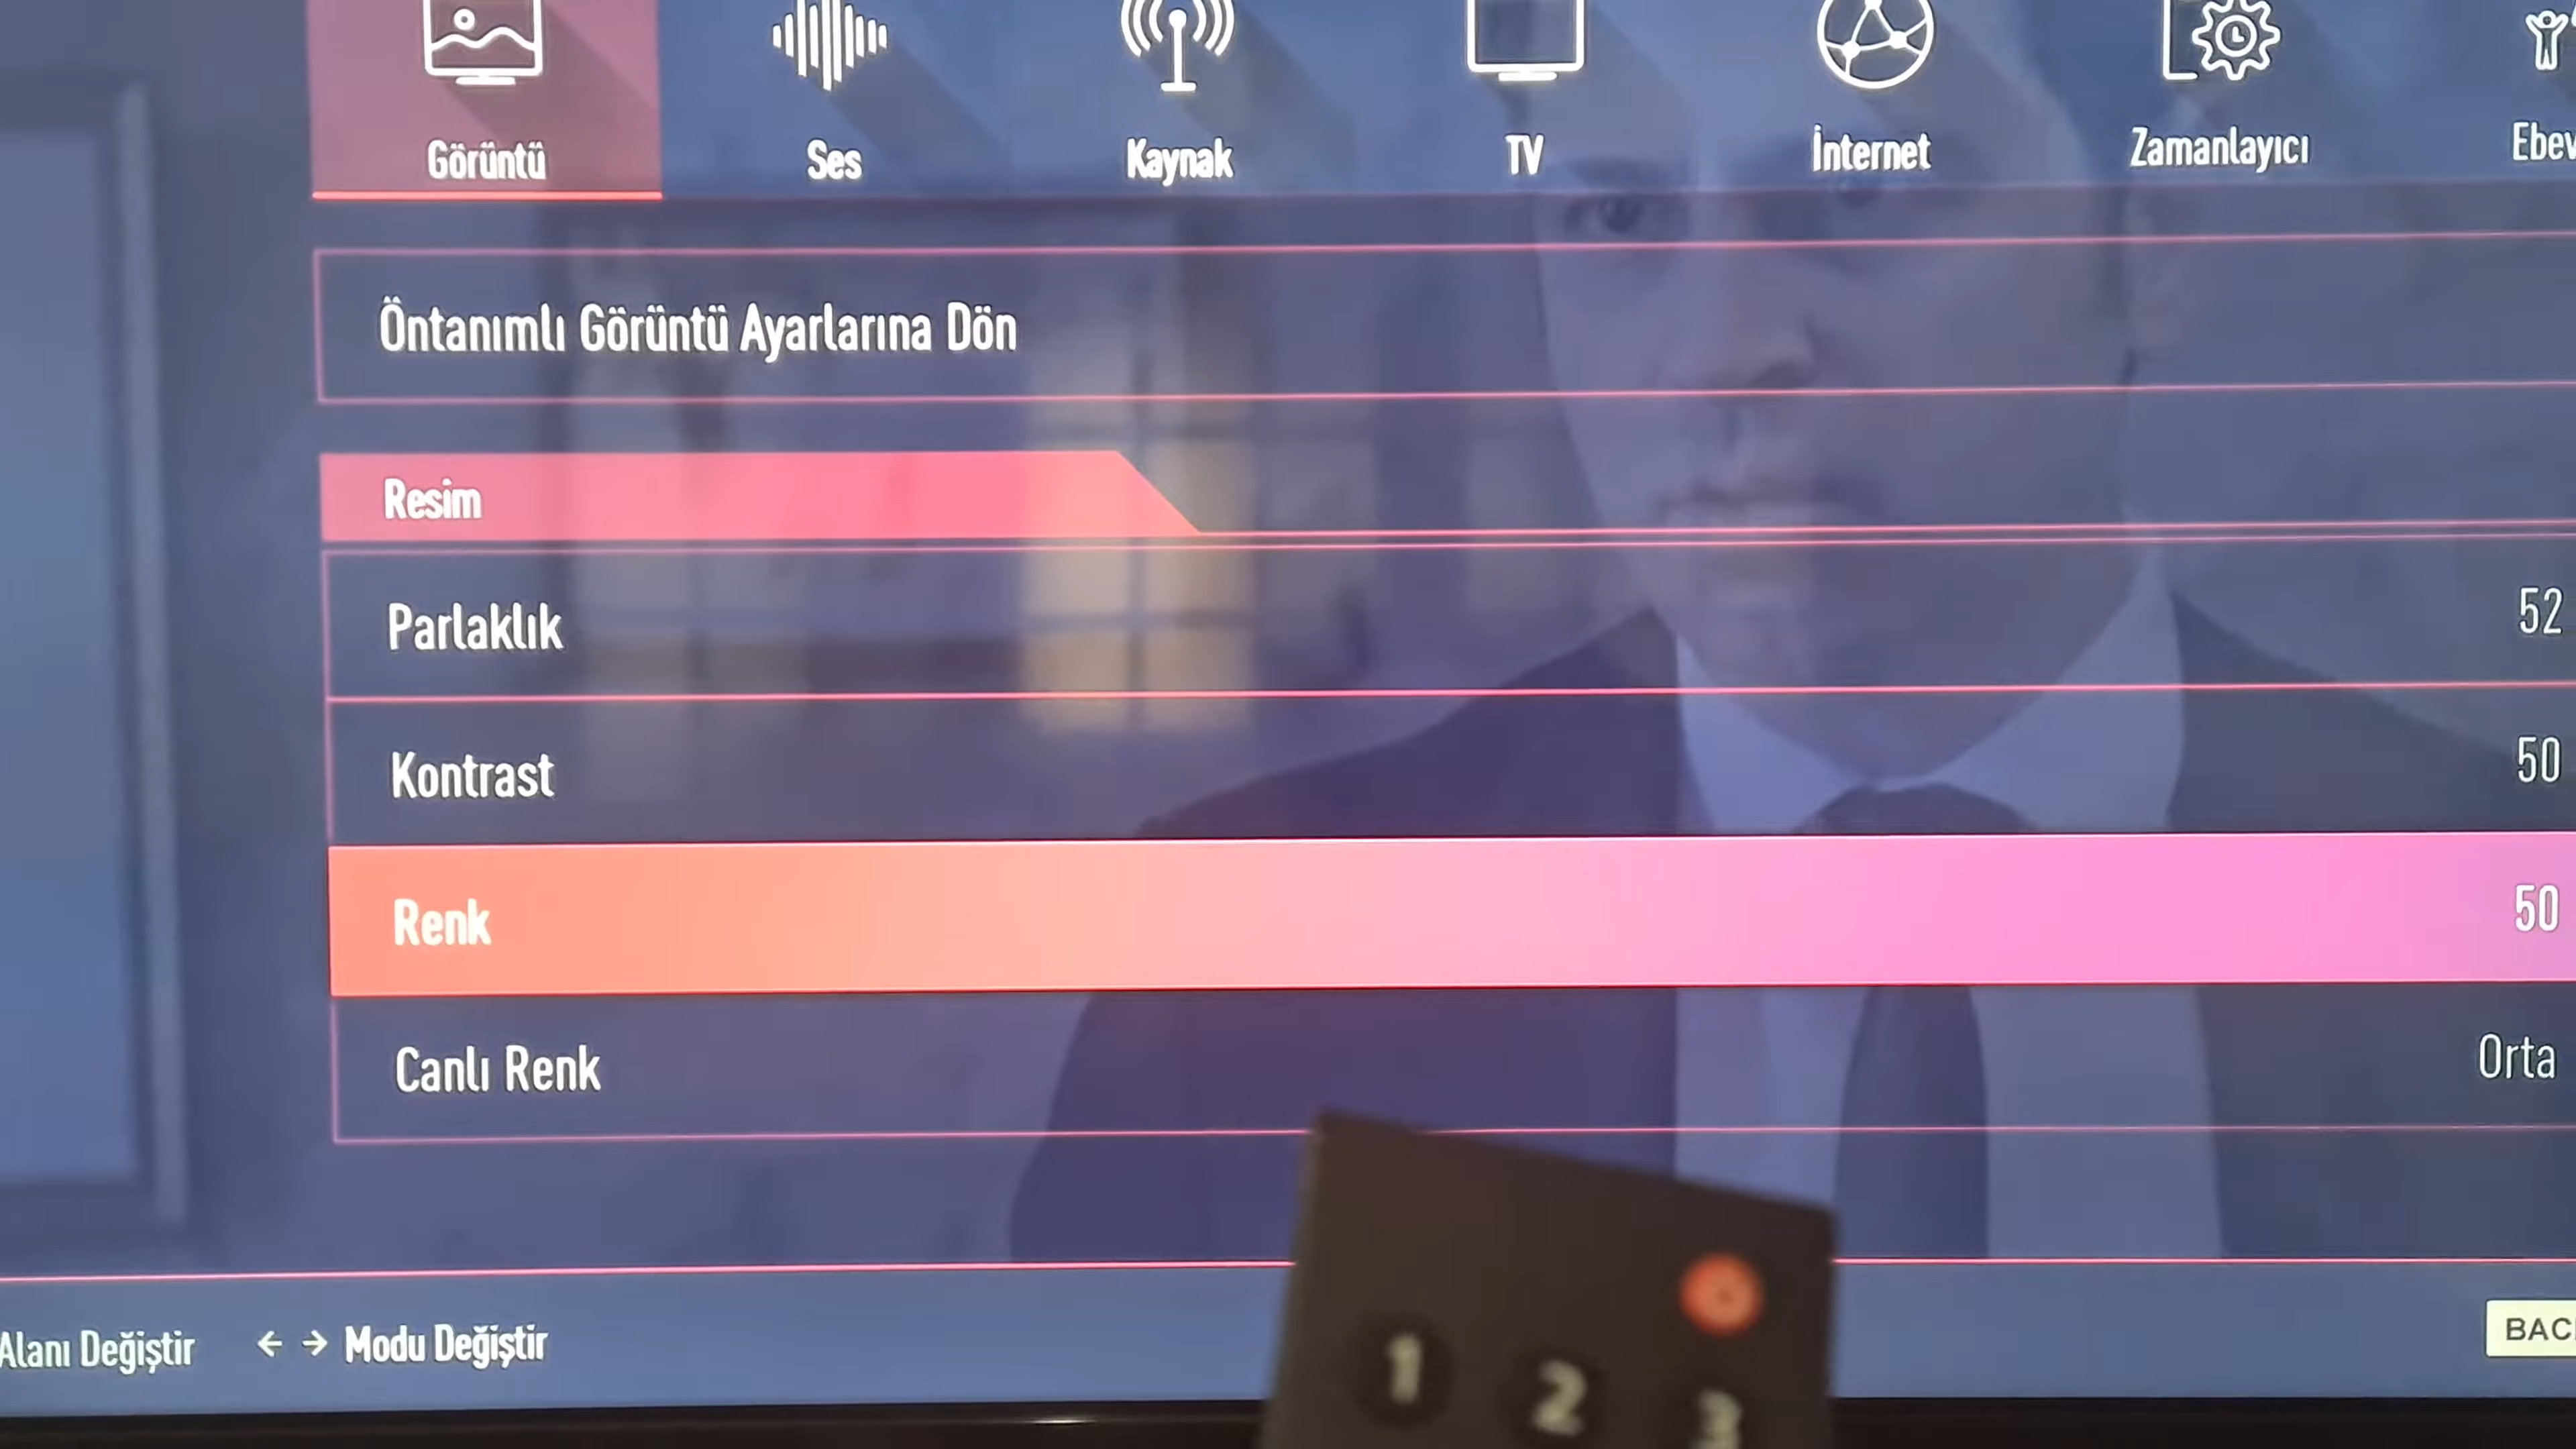 Görüntü
Ses
Kaynak
TV
İnternet
Zamanlayıcı
Öntanımlı Görüntü Ayarlarına Dön
Resim
Parlaklık 52
Kontrast 50
Renk 50
Canlı Renk Orta
Alanı Değiştir ← → Modu Değiştir
1 2 3